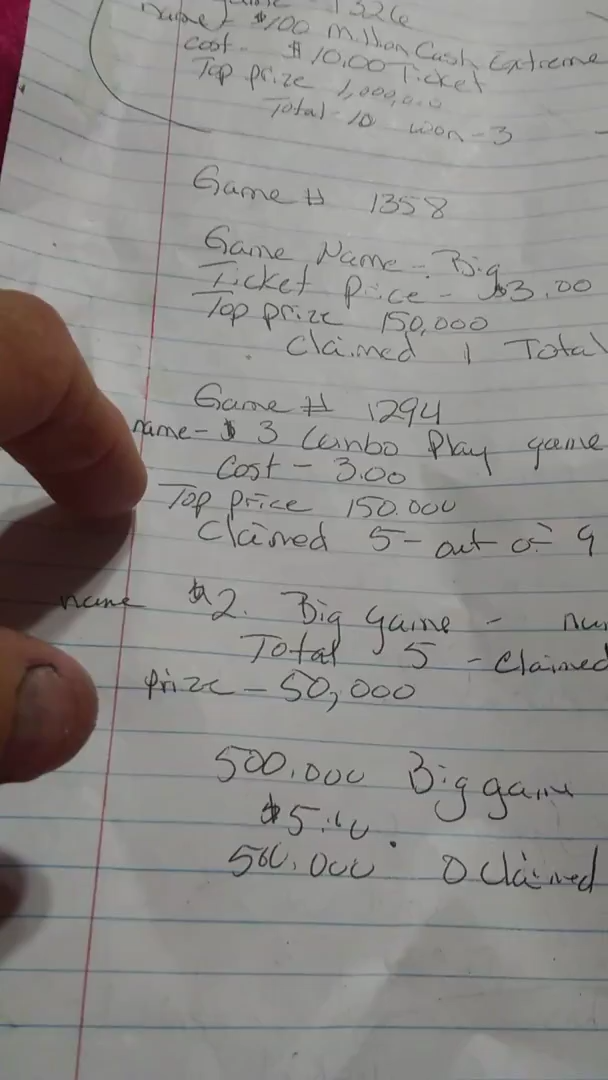 1326
name - $100 Million Cash Extreme
cost - $10.00 Ticket
Top prize 1,000,000
Total - 10 won - 3
Game # 1358
Game Name - Big
Ticket Price - $3.00
Top prize 150,000
Claimed 1 Total
Game # 1294
name - $3 Combo Play game
Cost - 3.00
Top price 150.000
Claimed 5 - out of 9
name $2. Big game -
Total 5 - Claimed
prize - 50,000
500.000 Big game
$5.00
500.000 0 Claimed